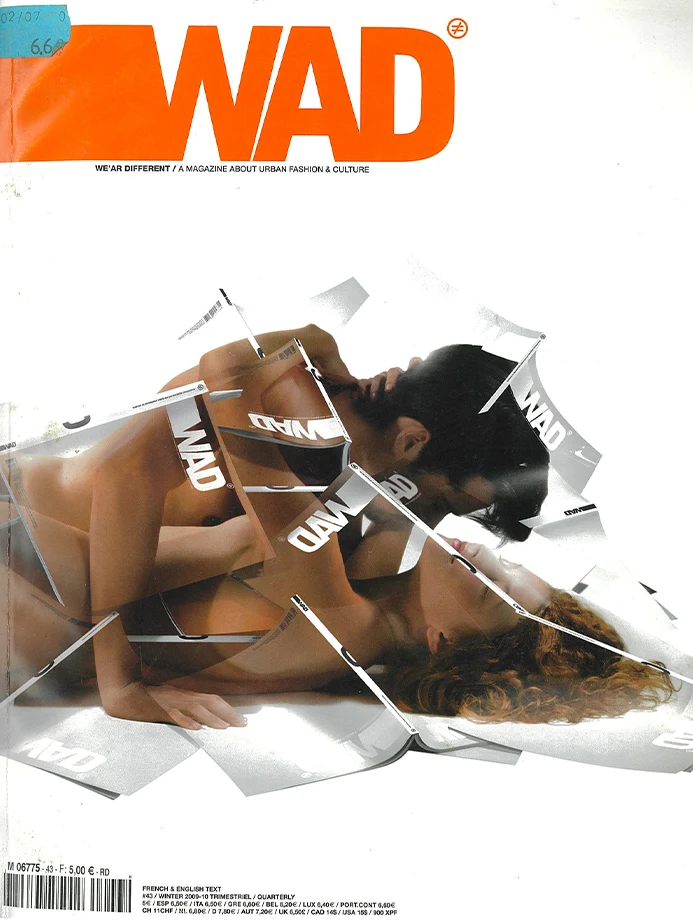 02/07
6,6
WAD
≠
WE'AR DIFFERENT / A MAGAZINE ABOUT URBAN FASHION & CULTURE
WAD
WAD
WAD
WAD
WAD
WAD
WAD
M 06775 - 43 - F: 5,00 € - RD
FRENCH & ENGLISH TEXT
#43 / WINTER 2009-10 TRIMESTRIEL / QUARTERLY
5€ / ESP 6,50€ / ITA 6,50€ / GRE 6,60€ / BEL 6,20€ / LUX 6,40€ / PORT.CONT 6,60€
CH 11CHF / NL 6,80€ / D 7,80€ / AUT 7,20€ / UK 6,50£ / CAD 14$ / USA 15$ / 900 XPF